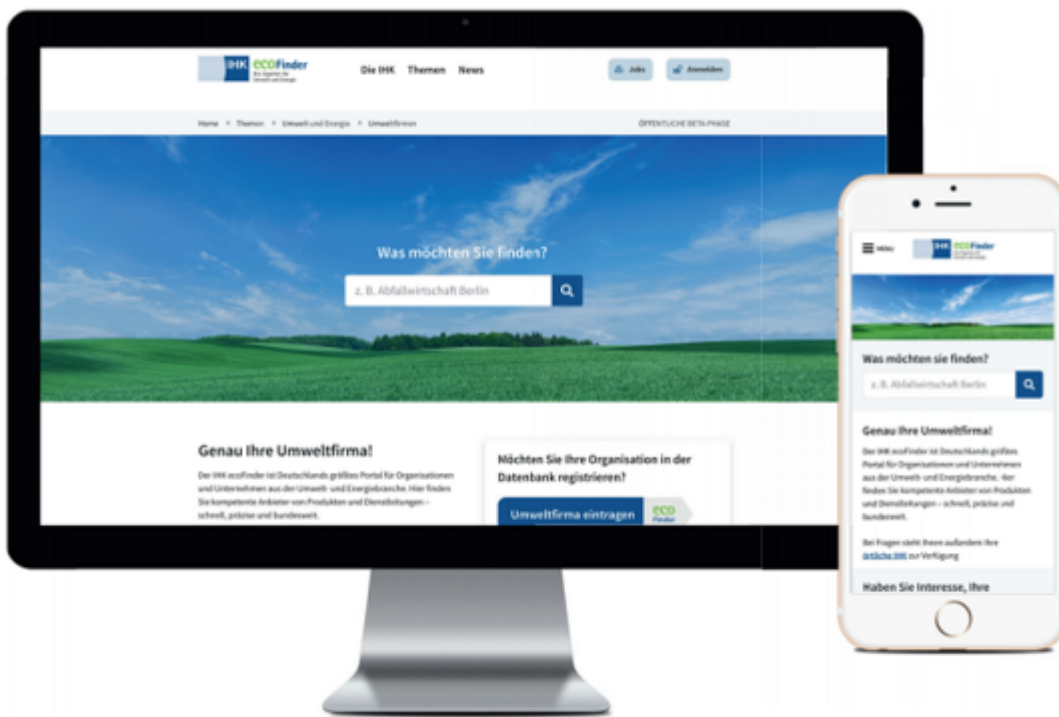 IHK ecoFinder
Die IHK Themen News
Jobs Anmelden
Home > Themen > Umwelt und Energie > Umweltfirmen
ÖFFENTLICHE BETA-PHASE
Was möchten Sie finden?
z. B. Abfallwirtschaft Berlin
Genau Ihre Umweltfirma!
Der IHK ecoFinder ist Deutschlands größtes Portal für Organisationen
und Unternehmen aus der Umwelt- und Energiebranche. Hier finden
Sie kompetente Anbieter von Produkten und Dienstleitungen –
schnell, präzise und bundesweit.
Möchten Sie Ihre Organisation in der
Datenbank registrieren?
Umweltfirma eintragen
eco
Finder
MENU
IHK ecoFinder
Was möchten sie finden?
z. B. Abfallwirtschaft Berlin
Genau Ihre Umweltfirma!
Der IHK ecoFinder ist Deutschlands größtes
Portal für Organisationen und Unternehmen
aus der Umwelt- und Energiebranche. Hier
finden Sie kompetente Anbieter von Produkten
und Dienstleitungen – schnell, präzise und
bundesweit.
Bei Fragen steht Ihnen außerdem Ihre
örtliche IHK zur Verfügung
Haben Sie Interesse, Ihre